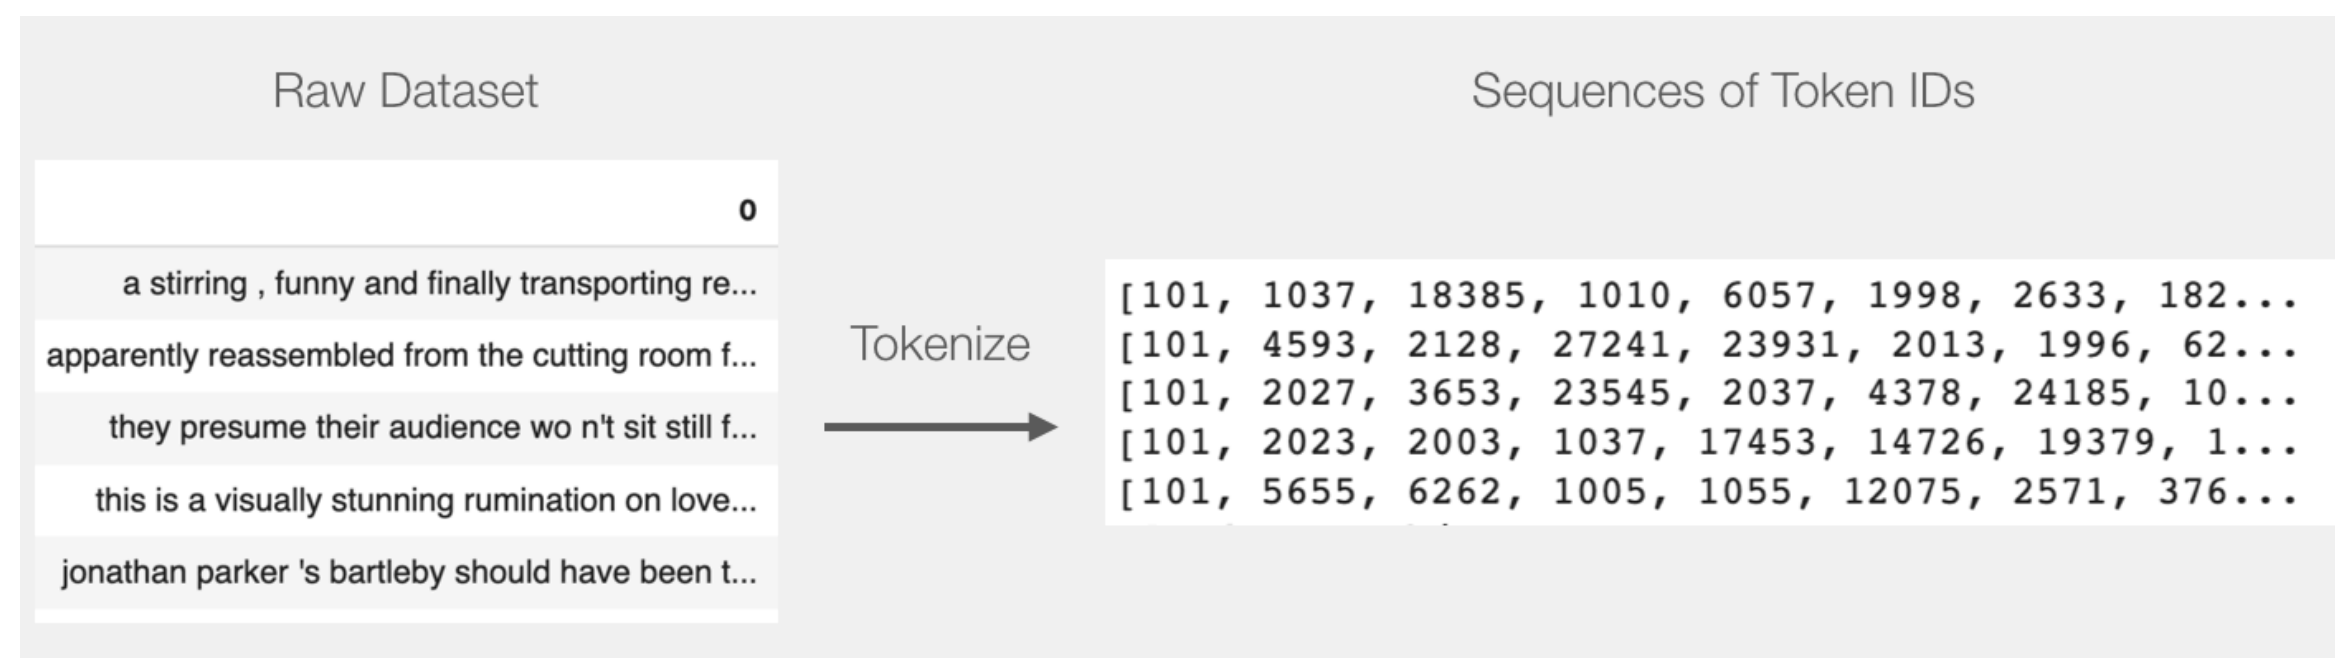 Raw Dataset
0
a stirring , funny and finally transporting re...
apparently reassembled from the cutting room f...
they presume their audience wo n't sit still f...
this is a visually stunning rumination on love...
jonathan parker 's bartleby should have been t...
Tokenize
Sequences of Token IDs
[101, 1037, 18385, 1010, 6057, 1998, 2633, 182...
[101, 4593, 2128, 27241, 23931, 2013, 1996, 62...
[101, 2027, 3653, 23545, 2037, 4378, 24185, 10...
[101, 2023, 2003, 1037, 17453, 14726, 19379, 1...
[101, 5655, 6262, 1005, 1055, 12075, 2571, 376...